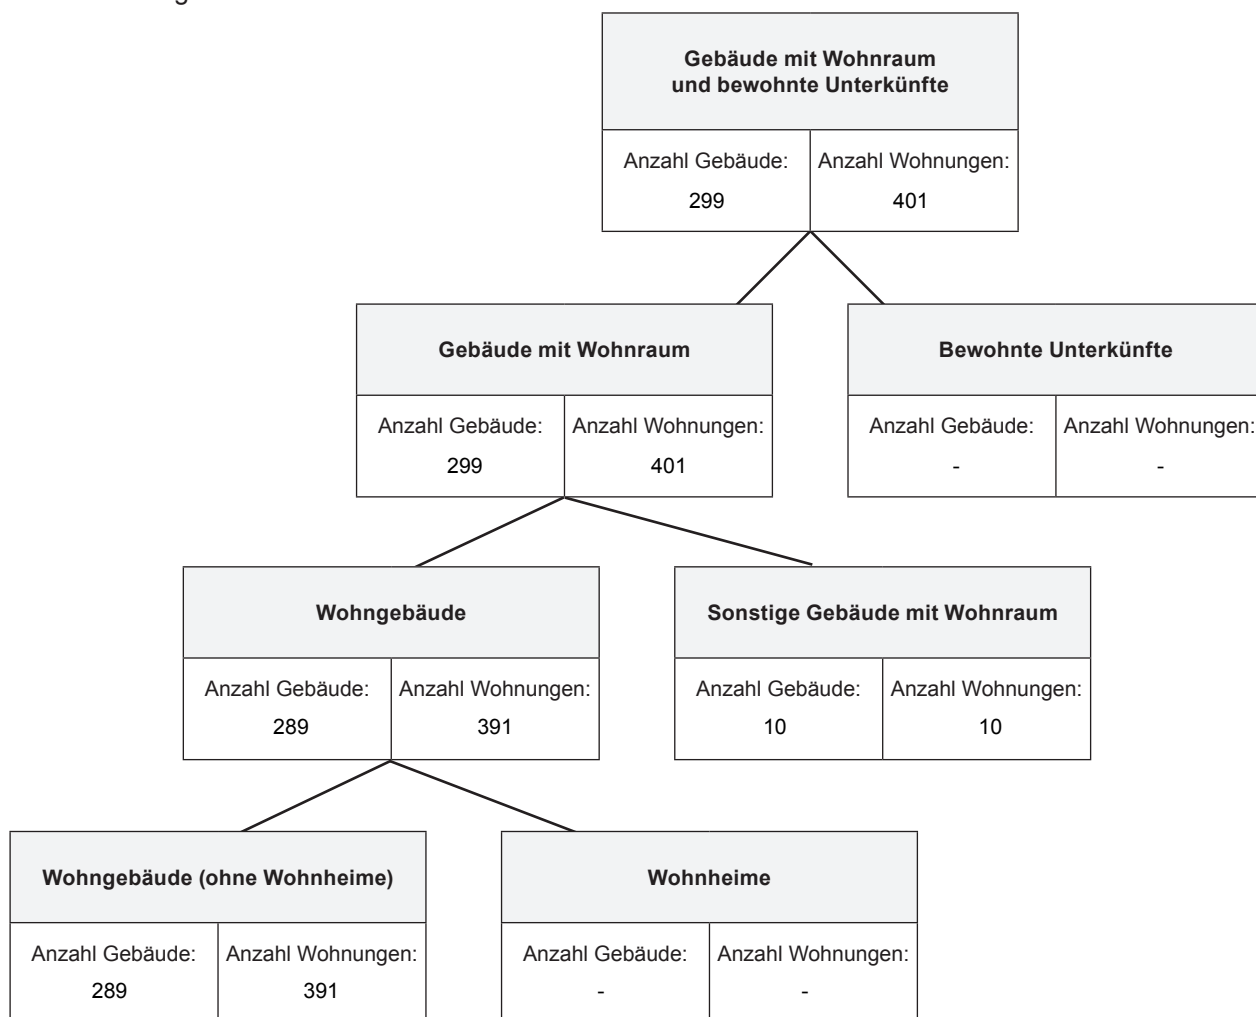 Gebäude mit Wohnraum
und bewohnte Unterkünfte
Anzahl Gebäude: Anzahl Wohnungen:
299 401
Gebäude mit Wohnraum Bewohnte Unterkünfte
Anzahl Gebäude: Anzahl Wohnungen: Anzahl Gebäude: Anzahl Wohnungen:
299 401 - -
Wohngebäude Sonstige Gebäude mit Wohnraum
Anzahl Gebäude: Anzahl Wohnungen: Anzahl Gebäude: Anzahl Wohnungen:
289 391 10 10
Wohngebäude (ohne Wohnheime) Wohnheime
Anzahl Gebäude: Anzahl Wohnungen: Anzahl Gebäude: Anzahl Wohnungen:
289 391 - -